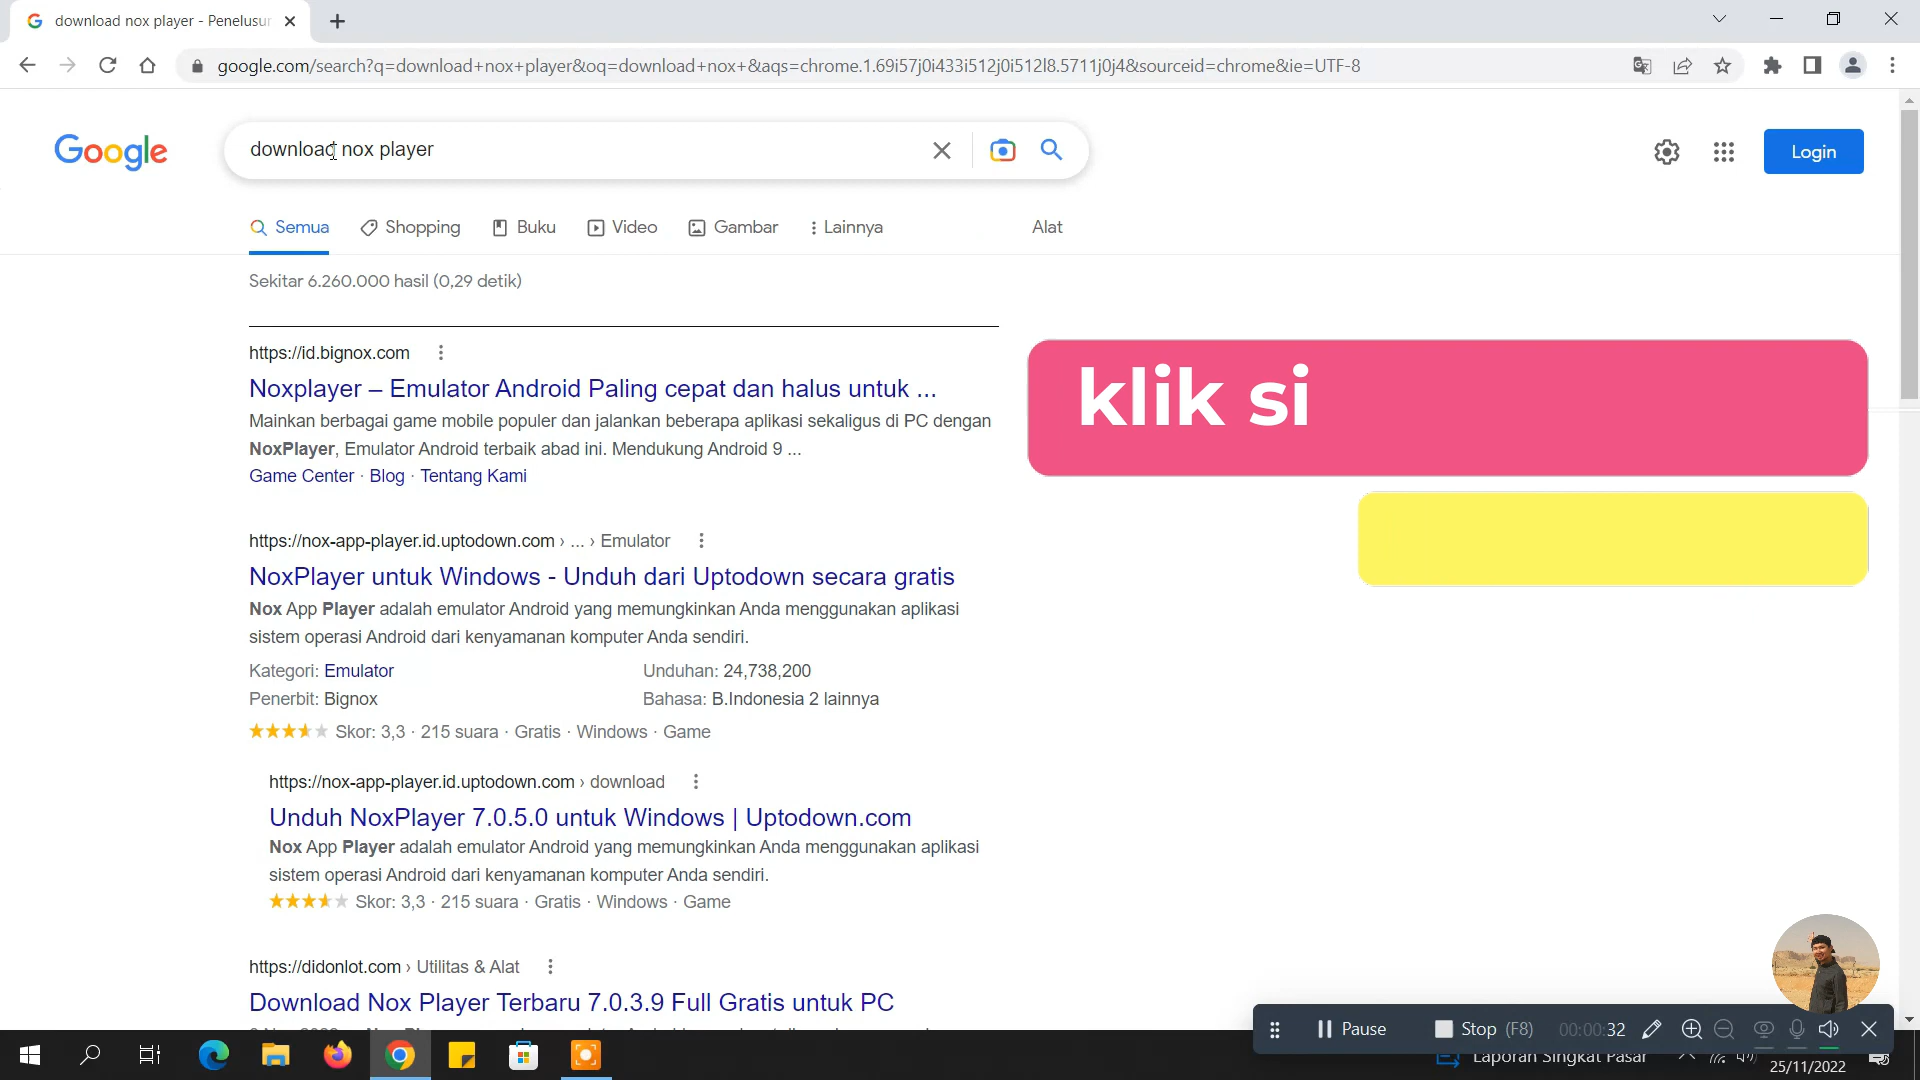 download nox player - Penelusur
google.com/search?q=download+nox+player&oq=download+nox+&aqs=chrome.1.69i57j0i433i512j0i512l8.5711j0j4&sourceid=chrome&ie=UTF-8
Google
download nox player
Login
Semua
Shopping
Buku
Video
Gambar
Lainnya
Alat
Sekitar 6.260.000 hasil (0,29 detik)
https://id.bignox.com
Noxplayer – Emulator Android Paling cepat dan halus untuk ...
Mainkan berbagai game mobile populer dan jalankan beberapa aplikasi sekaligus di PC dengan
NoxPlayer, Emulator Android terbaik abad ini. Mendukung Android 9 ...
Game Center · Blog · Tentang Kami
klik si
https://nox-app-player.id.uptodown.com › ... › Emulator
NoxPlayer untuk Windows - Unduh dari Uptodown secara gratis
Nox App Player adalah emulator Android yang memungkinkan Anda menggunakan aplikasi
sistem operasi Android dari kenyamanan komputer Anda sendiri.
Kategori: Emulator
Unduhan: 24,738,200
Penerbit: Bignox
Bahasa: B.Indonesia 2 lainnya
Skor: 3,3 · 215 suara · Gratis · Windows · Game
https://nox-app-player.id.uptodown.com › download
Unduh NoxPlayer 7.0.5.0 untuk Windows | Uptodown.com
Nox App Player adalah emulator Android yang memungkinkan Anda menggunakan aplikasi
sistem operasi Android dari kenyamanan komputer Anda sendiri.
Skor: 3,3 · 215 suara · Gratis · Windows · Game
https://didonlot.com › Utilitas & Alat
Download Nox Player Terbaru 7.0.3.9 Full Gratis untuk PC
Pause
Stop (F8)
00:00:32
Laporan Singkat Pasar
25/11/2022